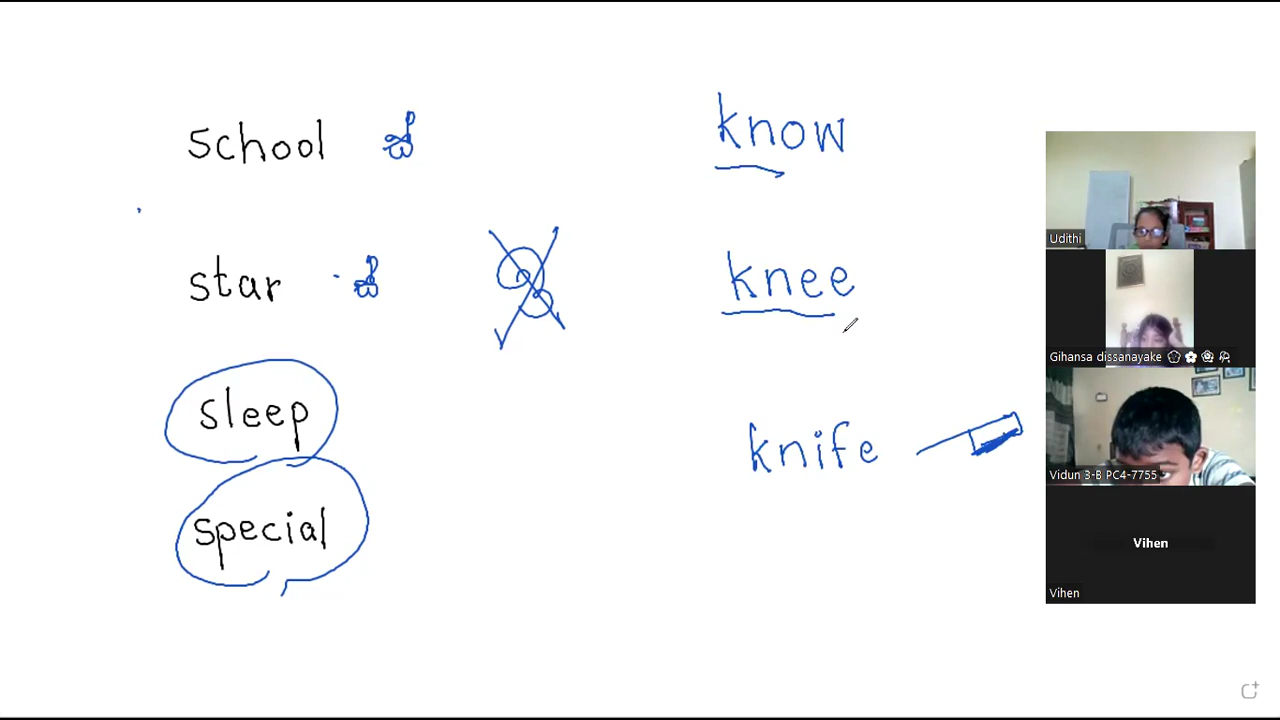 school
star
sleep
special
know
knee
knife
Udithi
Gihansa dissanayake
Vidun 3-B PC4-7755
Vihen
Vihen